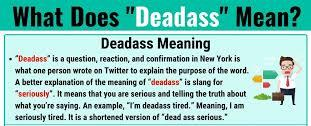 What Does "Deadass" Mean?
Deadass Meaning
• "Deadass" is a question, reaction, and confirmation in New York is
what one person wrote on Twitter to explain the purpose of the word.
A better explanation of the meaning of "deadass" is slang for
"seriously". It means that you are serious and telling the truth about
what you're saying. An example, "I'm deadass tired." Meaning, I am
seriously tired. It is a shortened version of "dead ass serious."